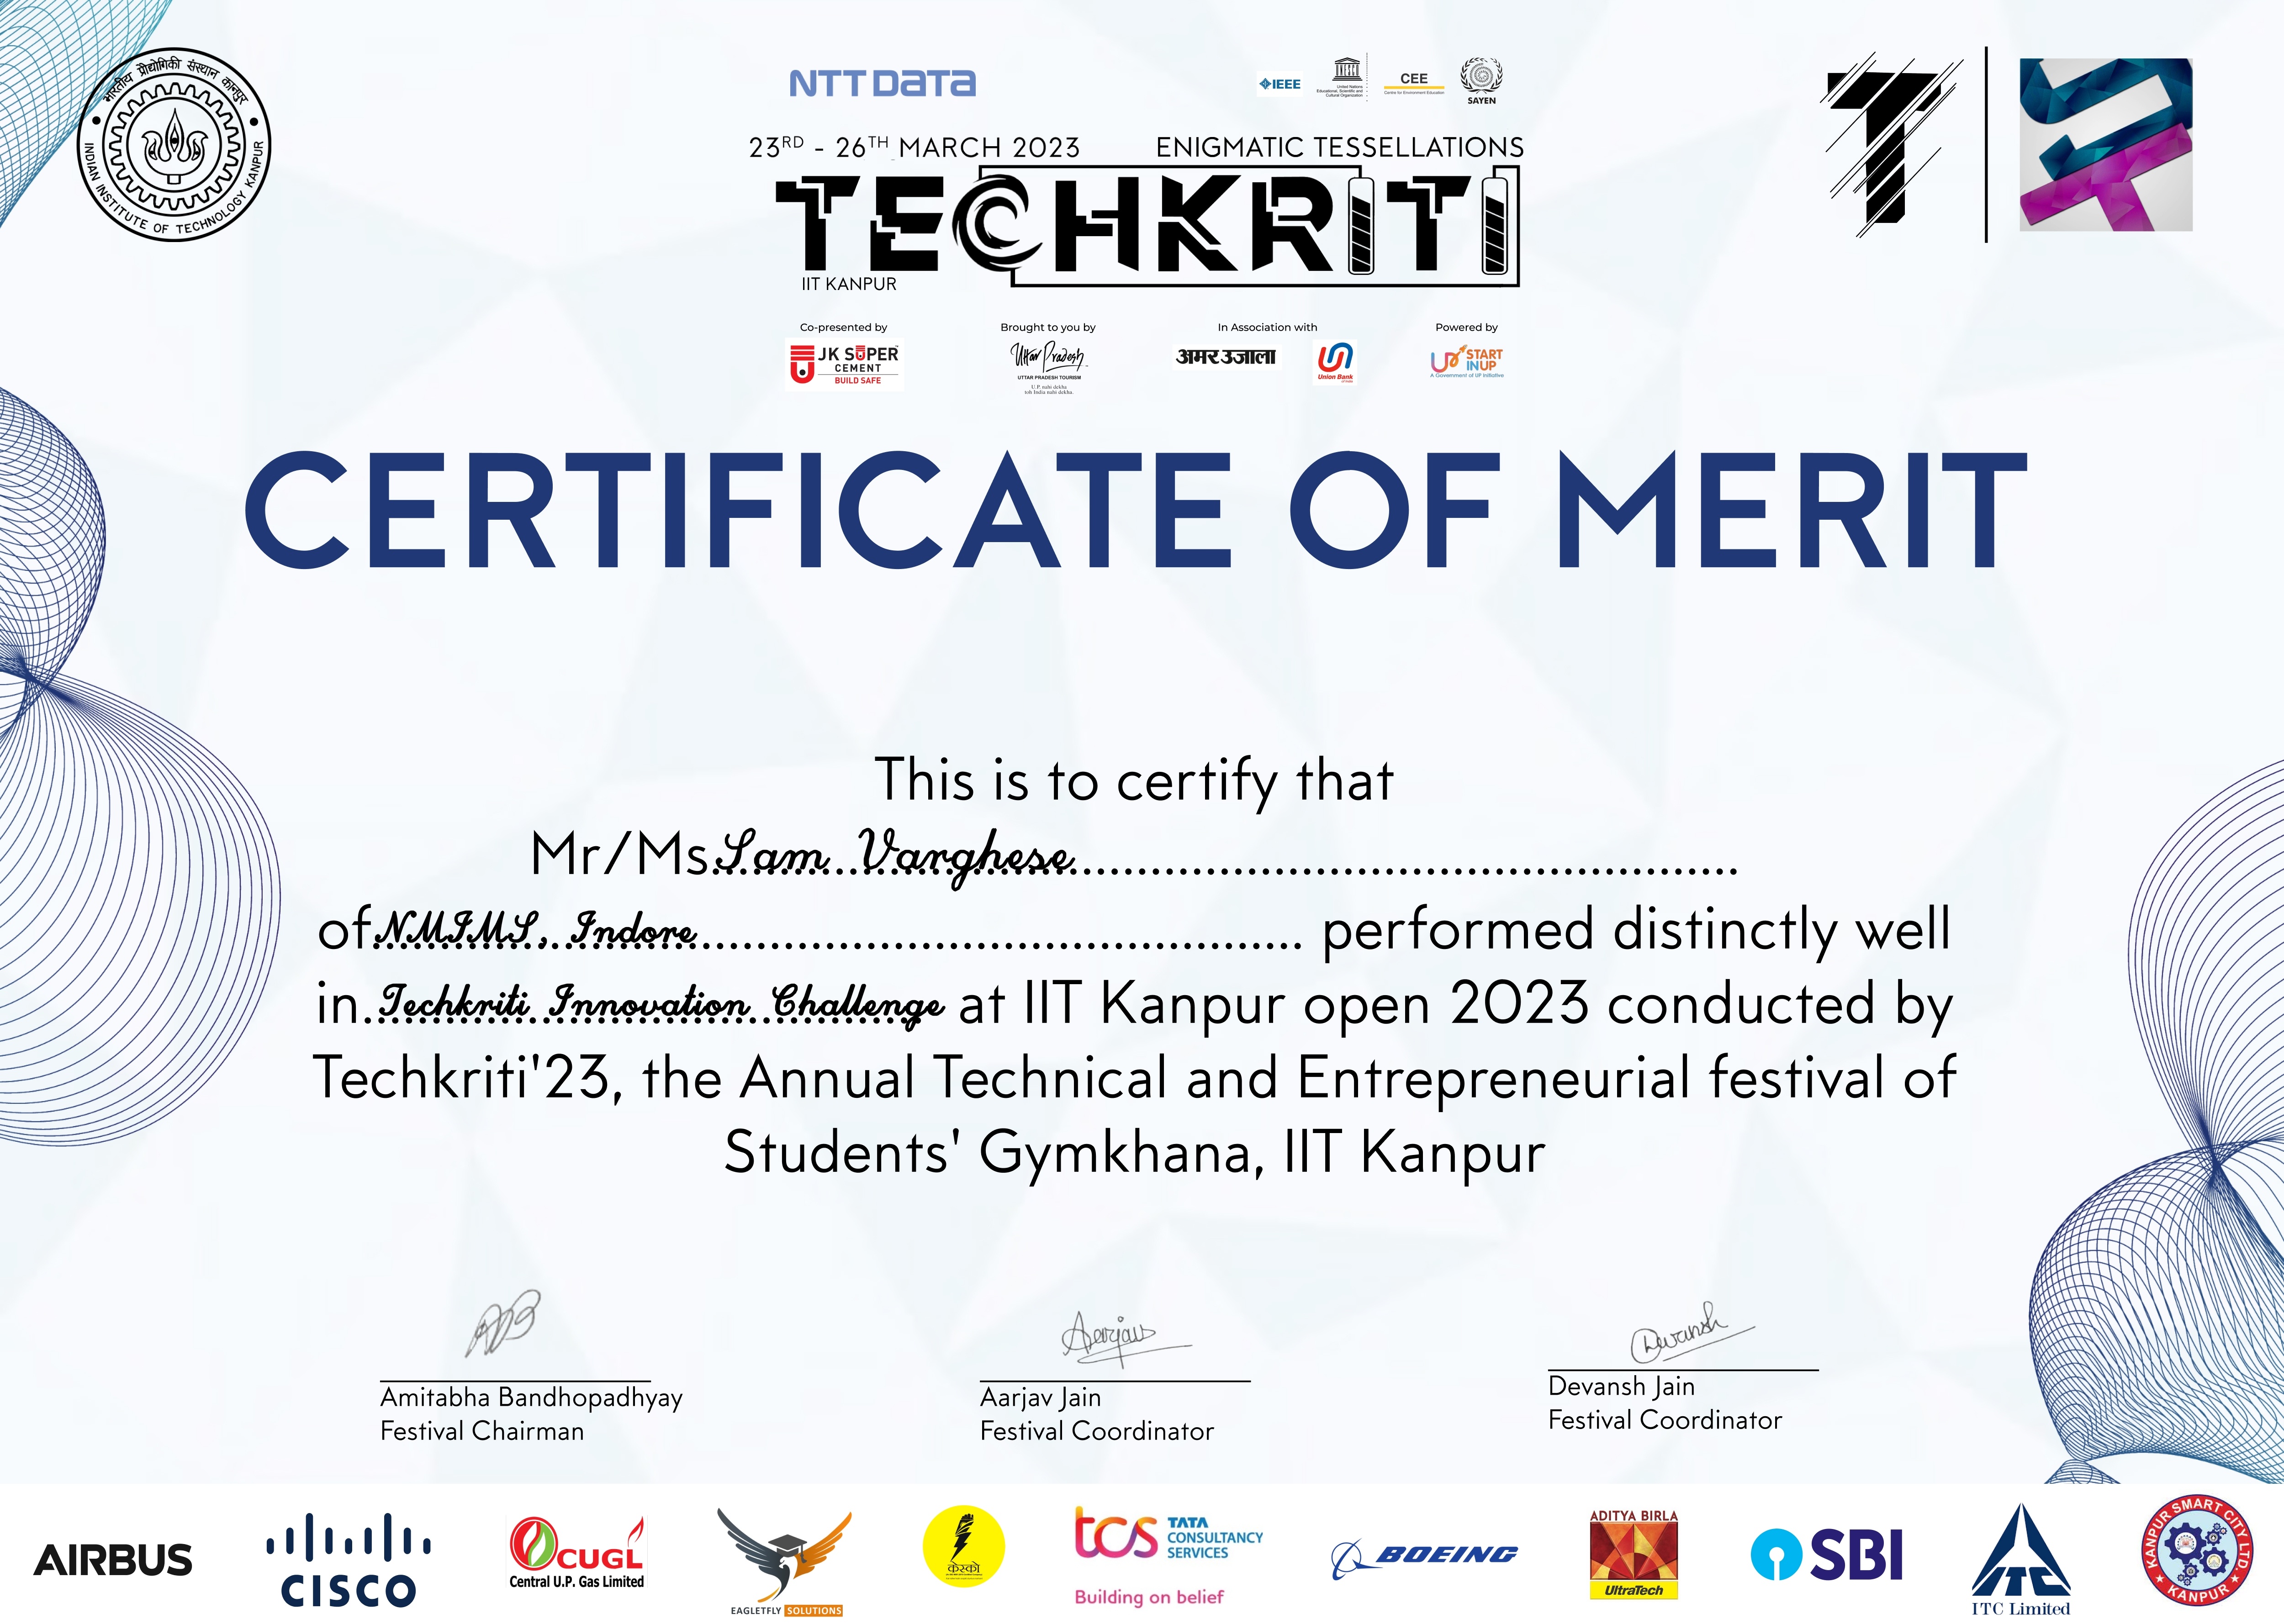 भारतीय प्रौद्योगिकी संस्थान कानपुर
INDIAN INSTITUTE OF TECHNOLOGY KANPUR
NTT DATA
IEEE
UNESCO
United Nations
Educational, Scientific and
Cultural Organization
CEE
Centre for Environment Education
SAYEN
23RD - 26TH MARCH 2023 ENIGMATIC TESSELLATIONS
TECHKRITI
IIT KANPUR
Co-presented by
JK SUPER
CEMENT
BUILD SAFE
Brought to you by
Uttar Pradesh
UTTAR PRADESH TOURISM
U.P. nahi dekha
toh India nahi dekha.
In Association with
अमर उजाला
Union Bank
of India
Powered by
UP START
IN UP
A Government of UP Initiative
CERTIFICATE OF MERIT
This is to certify that
Mr/Ms Sam Varghese
of NMIMS, Indore performed distinctly well
in Techkriti Innovation Challenge at IIT Kanpur open 2023 conducted by
Techkriti'23, the Annual Technical and Entrepreneurial festival of
Students' Gymkhana, IIT Kanpur
Aarjav
Devansh
Amitabha Bandhopadhyay
Festival Chairman
Aarjav Jain
Festival Coordinator
Devansh Jain
Festival Coordinator
AIRBUS
CISCO
CUGL
Central U.P. Gas Limited
EAGLETFLY SOLUTIONS
केस्को
tcs TATA
CONSULTANCY
SERVICES
Building on belief
BOEING
ADITYA BIRLA
UltraTech
SBI
ITC
ITC Limited
KANPUR SMART CITY LTD.
KANPUR